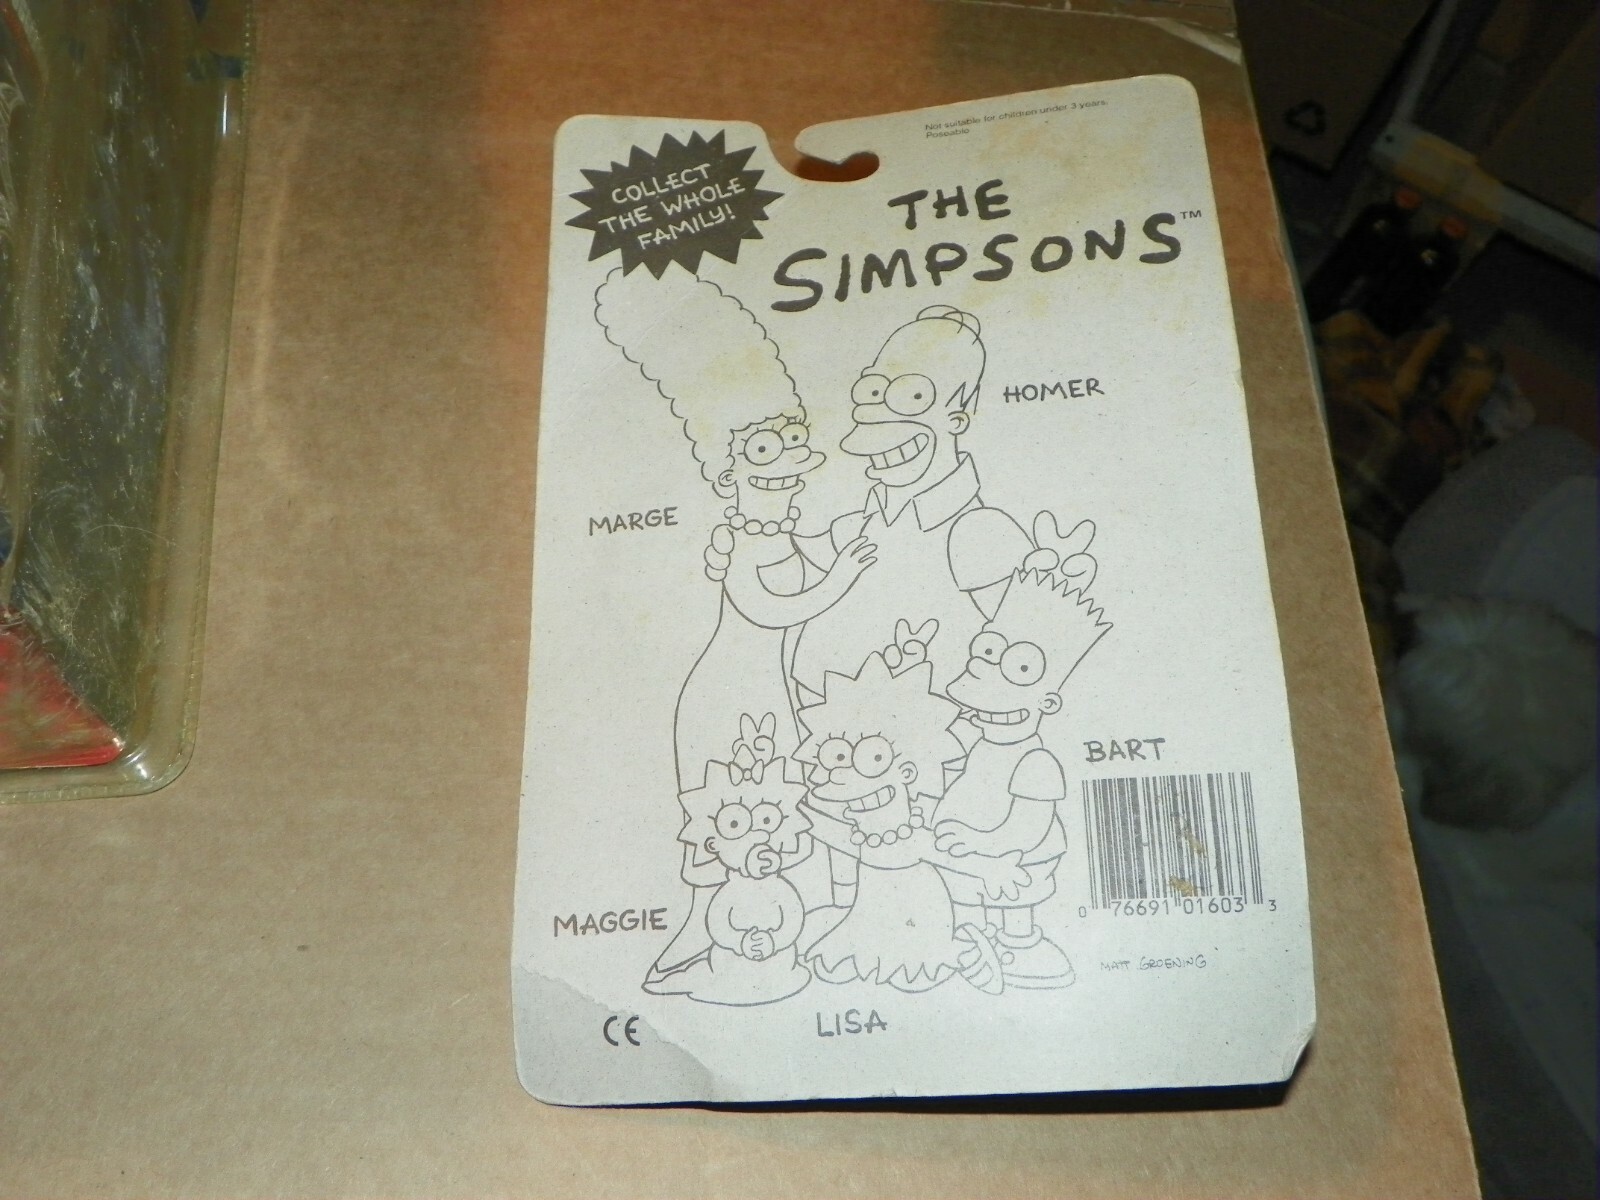 Not suitable for children under 3 years.
Poseable
COLLECT
THE WHOLE
FAMILY!
THE
SIMPSONS™
HOMER
MARGE
BART
0 76691 01603 3
MAGGIE
MATT GROENING
CE
LISA